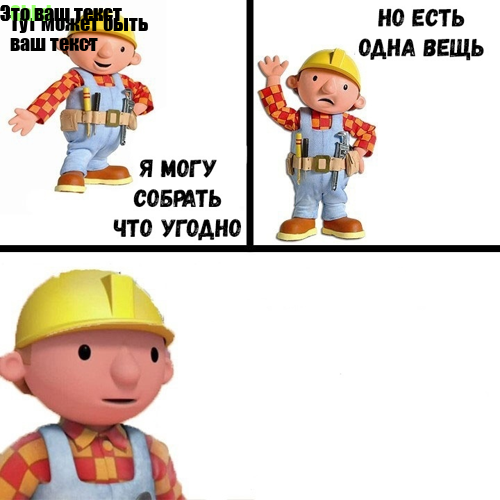 Это ваш текст
Тут может быть
ваш текст
Я МОГУ
СОБРАТЬ
ЧТО УГОДНО
НО ЕСТЬ
ОДНА ВЕЩЬ